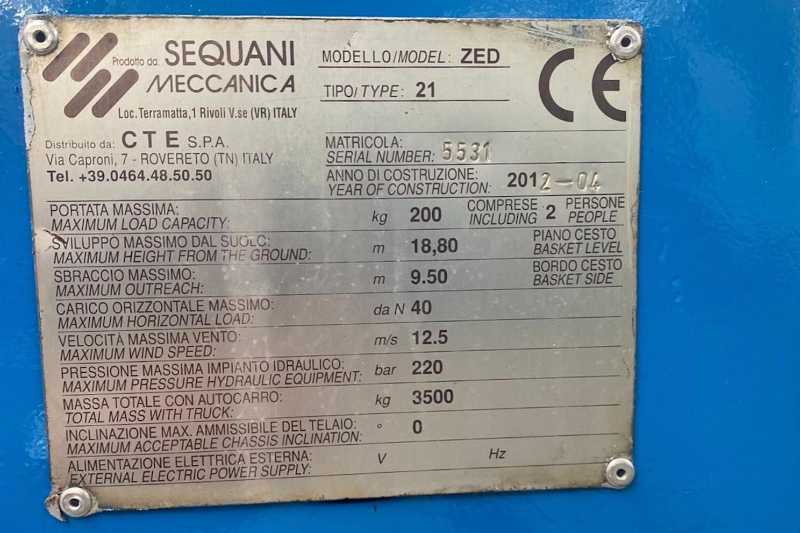 Prodotto da: SEQUANI
MECCANICA
Loc. Terramatta,1 Rivoli V.se (VR) ITALY
Distribuito da: CTE S.P.A.
Via Caproni, 7 - ROVERETO (TN) ITALY
Tel. +39.0464.48.50.50
MODELLO/MODEL: ZED
TIPO/TYPE: 21
CE
MATRICOLA:
SERIAL NUMBER: 5531
ANNO DI COSTRUZIONE:
YEAR OF CONSTRUCTION: 2012-04
PORTATA MASSIMA:
MAXIMUM LOAD CAPACITY: kg 200 COMPRESE INCLUDING 2 PERSONE PEOPLE
SVILUPPO MASSIMO DAL SUOLO:
MAXIMUM HEIGHT FROM THE GROUND: m 18,80 PIANO CESTO BASKET LEVEL
SBRACCIO MASSIMO:
MAXIMUM OUTREACH: m 9.50 BORDO CESTO BASKET SIDE
CARICO ORIZZONTALE MASSIMO:
MAXIMUM HORIZONTAL LOAD: da N 40
VELOCITÀ MASSIMA VENTO:
MAXIMUM WIND SPEED: m/s 12.5
PRESSIONE MASSIMA IMPIANTO IDRAULICO:
MAXIMUM PRESSURE HYDRAULIC EQUIPMENT: bar 220
MASSA TOTALE CON AUTOCARRO:
TOTAL MASS WITH TRUCK: kg 3500
INCLINAZIONE MAX. AMMISSIBILE DEL TELAIO:
MAXIMUM ACCEPTABLE CHASSIS INCLINATION: ° 0
ALIMENTAZIONE ELETTRICA ESTERNA:
EXTERNAL ELECTRIC POWER SUPPLY: V Hz